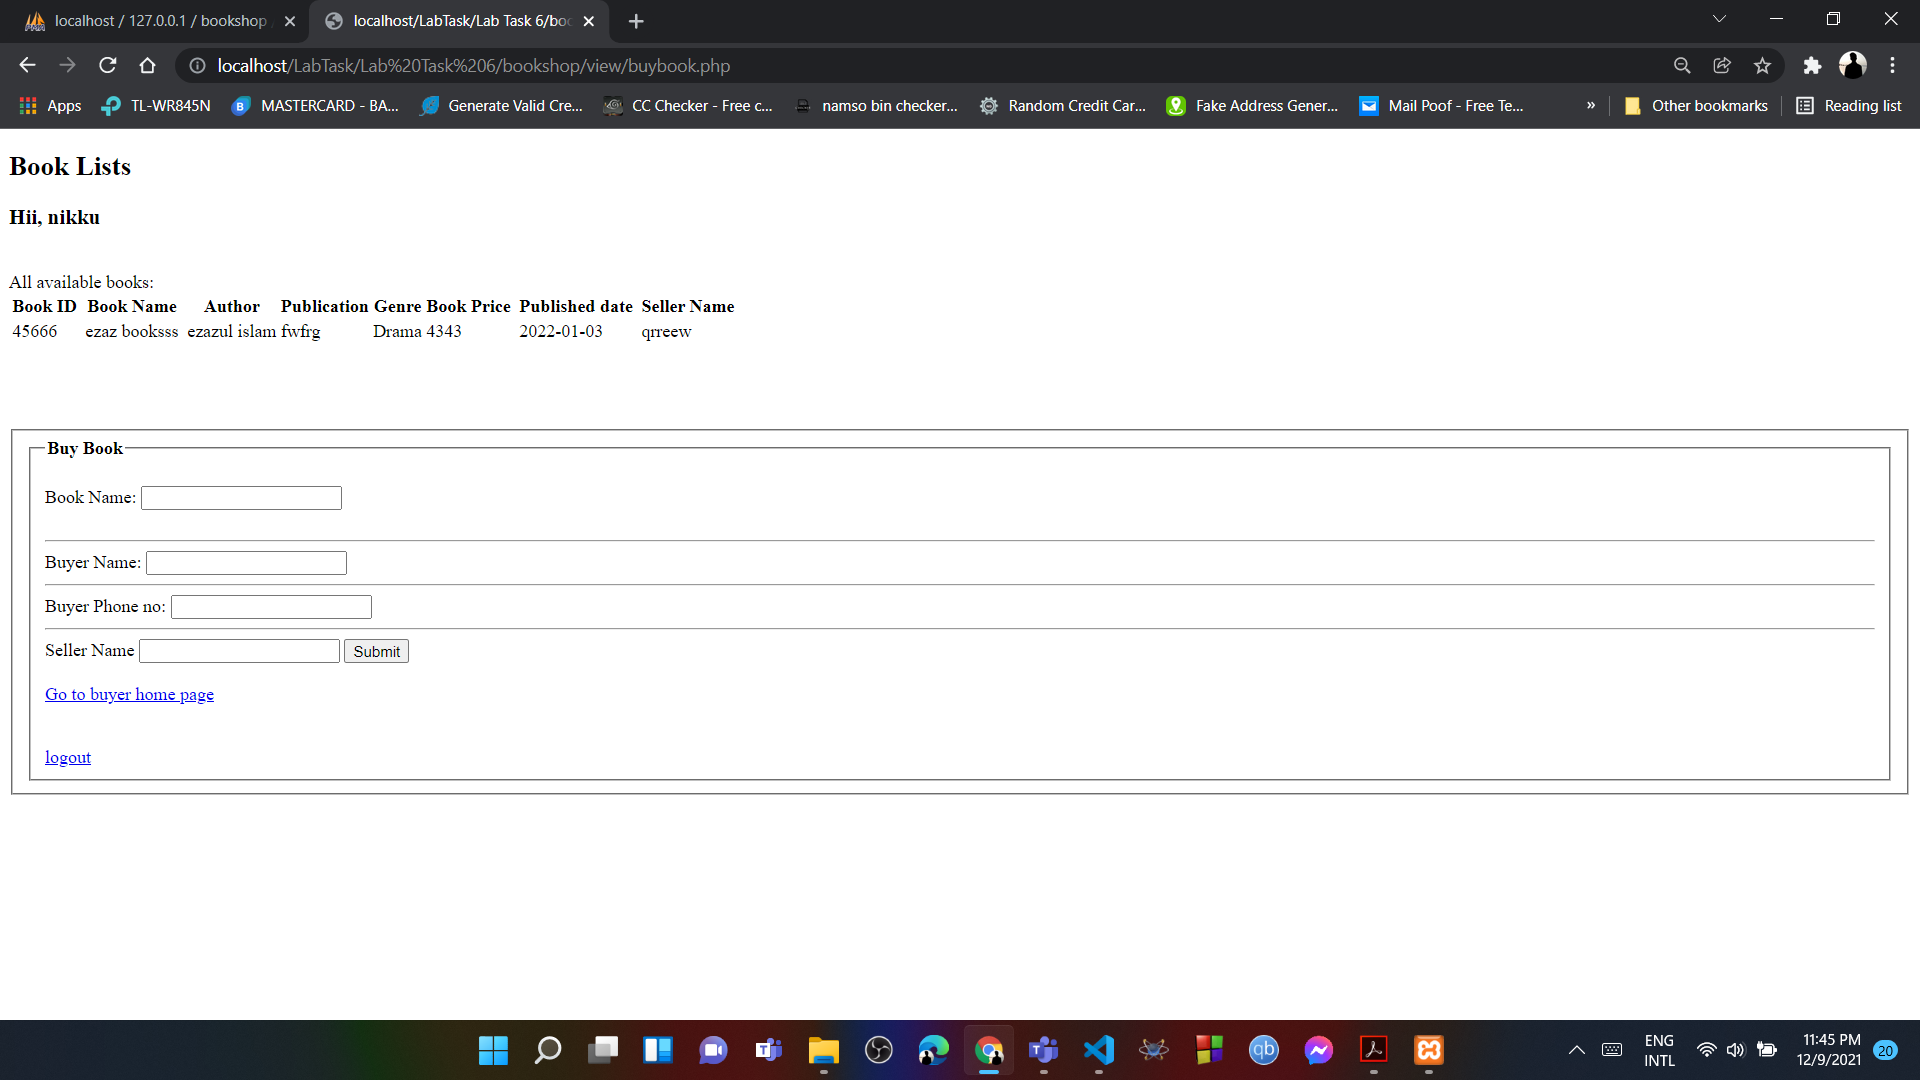 localhost / 127.0.0.1 / bookshop
localhost/LabTask/Lab Task 6/boo
localhost/LabTask/Lab%20Task%206/bookshop/view/buybook.php
Apps TL-WR845N MASTERCARD - BA... Generate Valid Cre... CC Checker - Free c... namso bin checker... Random Credit Car... Fake Address Gener... Mail Poof - Free Te... » Other bookmarks Reading list
Book Lists
Hii, nikku
All available books:
Book ID Book Name Author Publication Genre Book Price Published date Seller Name
45666 ezaz booksss ezazul islam fwfrg Drama 4343 2022-01-03 qrreew
Buy Book
Book Name:
Buyer Name:
Buyer Phone no:
Seller Name Submit
Go to buyer home page
logout
ENG
INTL
11:45 PM
12/9/2021
20
qb